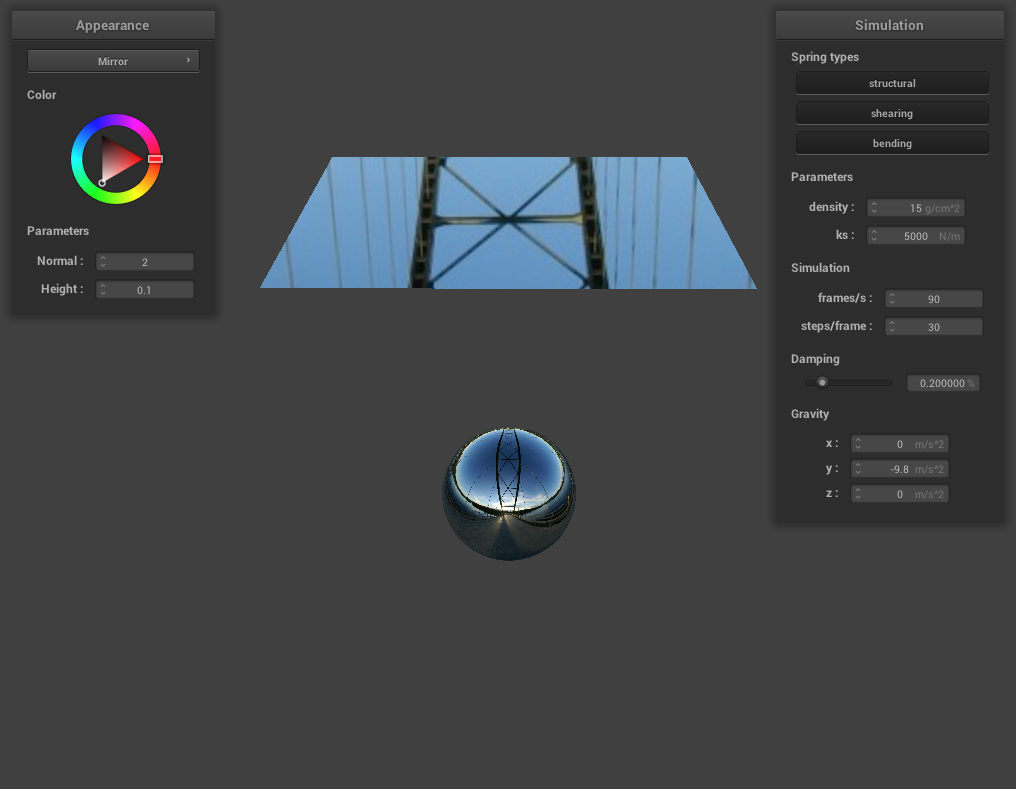 Appearance
Mirror ›
Color
Parameters
Normal : 2
Height : 0.1
Simulation
Spring types
structural
shearing
bending
Parameters
density : 15 g/cm^2
ks : 5000 N/m
Simulation
frames/s : 90
steps/frame : 30
Damping
0.200000 %
Gravity
x : 0 m/s^2
y : -9.8 m/s^2
z : 0 m/s^2